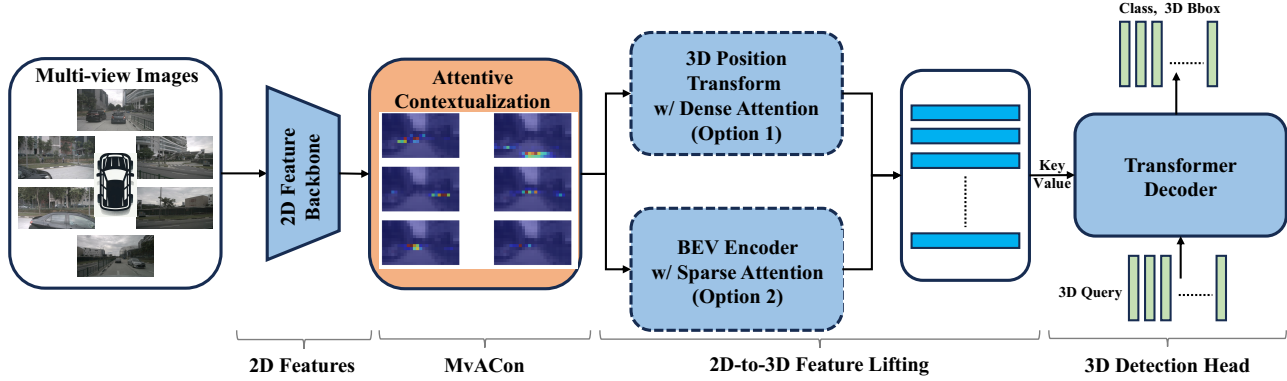 Multi-view Images
2D Feature
Backbone
Attentive
Contextualization
3D Position
Transform
w/ Dense Attention
(Option 1)
BEV Encoder
w/ Sparse Attention
(Option 2)
Key
Value
Class, 3D Bbox
Transformer
Decoder
3D Query
2D Features
MvACon
2D-to-3D Feature Lifting
3D Detection Head